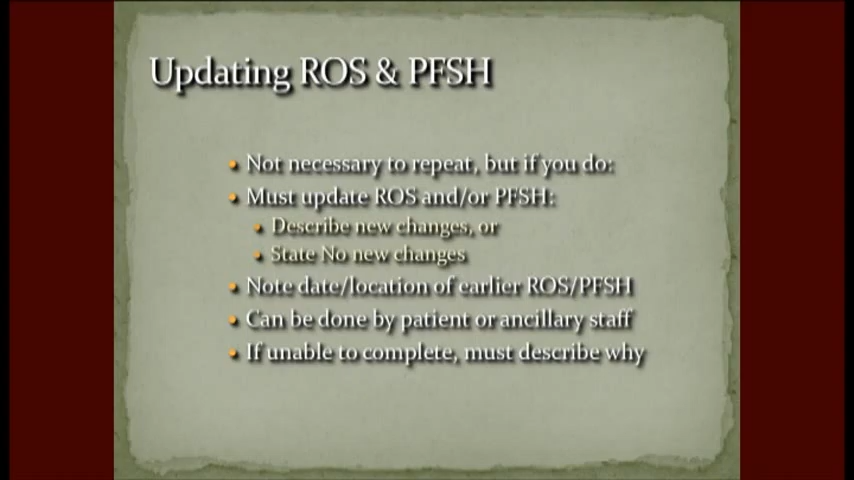 Updating ROS & PFSH
• Not necessary to repeat, but if you do:
• Must update ROS and/or PFSH:
• Describe new changes, or
• State No new changes
• Note date/location of earlier ROS/PFSH
• Can be done by patient or ancillary staff
• If unable to complete, must describe why